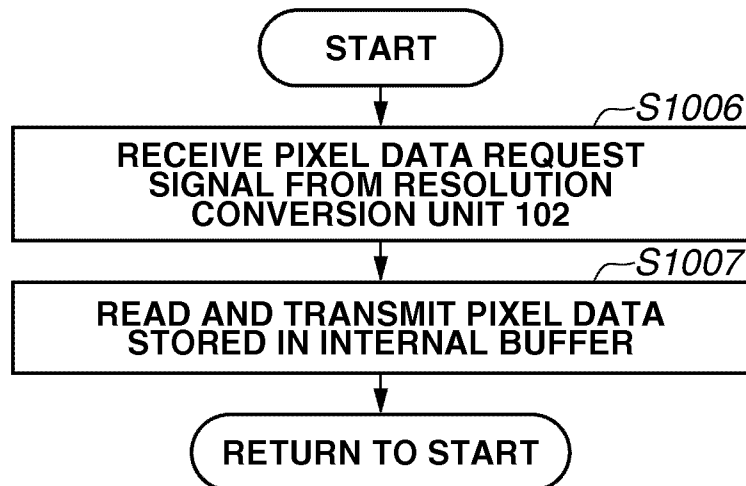 START
S1006
RECEIVE PIXEL DATA REQUEST
SIGNAL FROM RESOLUTION
CONVERSION UNIT 102
S1007
READ AND TRANSMIT PIXEL DATA
STORED IN INTERNAL BUFFER
RETURN TO START